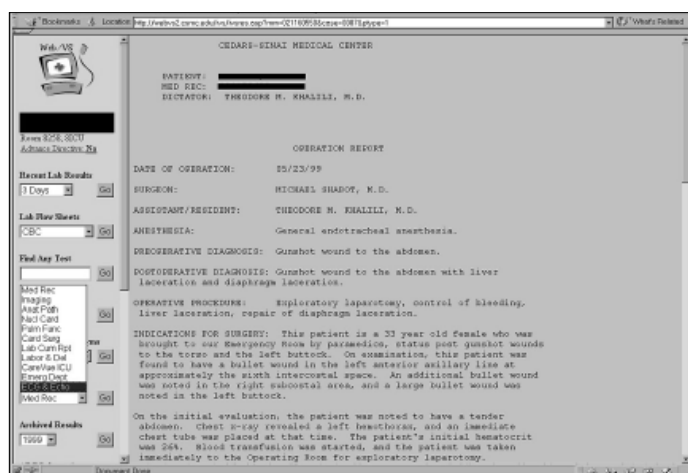 Bookmarks Location http://webvs2.csmc.edu/vs/ What's Related
Web/VS
Room 8258, SICU
Advance Directive: Na
Recent Lab Results
3 Days Go
Lab Flow Sheets
CBC Go
Find Any Test
Go
Med Rec
Imaging
Anat Path
Nucl Card
Pulm Func
Card Surg
Lab Cum Rpt
Labor & Del
CareVue ICU
Emerg Dept
ECG & Echo
Med Rec Go
Archived Results
1999 Go
CEDARS-SINAI MEDICAL CENTER
PATIENT:
MED REC:
DICTATOR: THEODORE M. KHALILI, M.D.
OPERATION REPORT
DATE OF OPERATION: 05/23/99
SURGEON: MICHAEL SHABOT, M.D.
ASSISTANT/RESIDENT: THEODORE M. KHALILI, M.D.
ANESTHESIA: General endotracheal anesthesia.
PREOPERATIVE DIAGNOSIS: Gunshot wound to the abdomen.
POSTOPERATIVE DIAGNOSIS: Gunshot wound to the abdomen with liver
laceration and diaphragm laceration.
OPERATIVE PROCEDURE: Exploratory laparotomy, control of bleeding,
liver laceration, repair of diaphragm laceration.
INDICATIONS FOR SURGERY: This patient is a 33 year old female who was
brought to our Emergency Room by paramedics, status post gunshot wounds
to the torso and the left buttock. On examination, this patient was
found to have a bullet wound in the left anterior axillary line at
approximately the sixth intercostal space. An additional bullet wound
was noted in the right subcostal area, and a large bullet wound was
noted in the left buttock.
On the initial evaluation, the patient was noted to have a tender
abdomen. Chest x-ray revealed a left hemothorax, and an immediate
chest tube was placed at that time. The patient's initial hematocrit
was 26%. Blood transfusion was started, and the patient was taken
immediately to the Operating Room for exploratory laparotomy.
Document Done